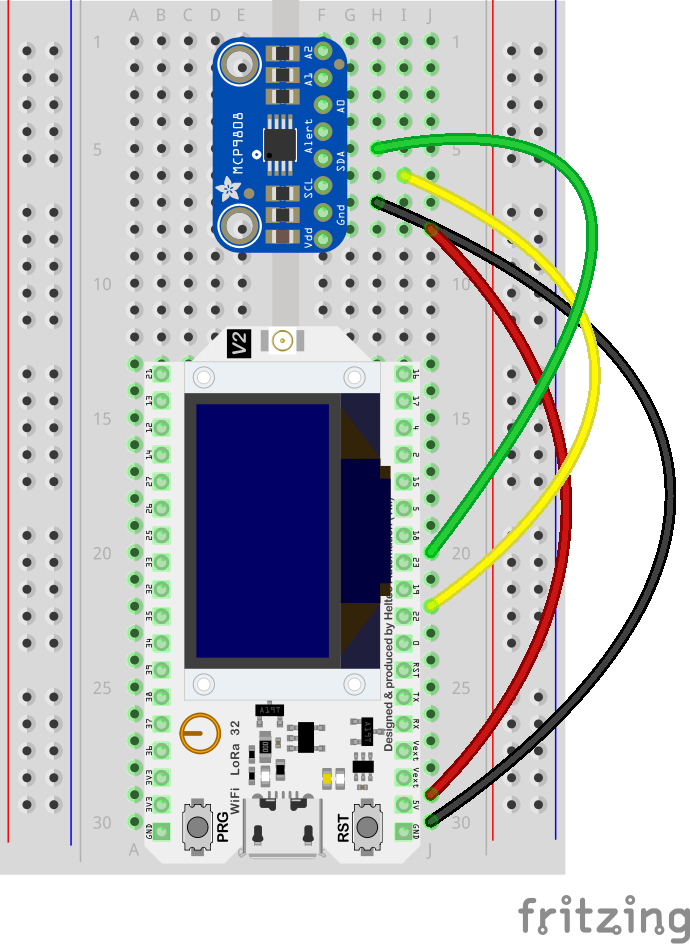 A B C D E F G H I J
1 1
A2
A1
A0
Alert
SDA
SCL
Gnd
Vdd
MCP9808
5 5
10 10
V2
15 15
20 20
25 25
30 30
21
13
12
14
27
26
25
33
32
35
34
39
38
37
36
3V3
3V3
GND
16
17
4
2
15
5
18
23
19
22
0
RST
TX
RX
Vext
Vext
5V
GND
Designed & produced by Heltec
A19T
A19T
WiFi LoRa 32
PRG
RST
A J
fritzing